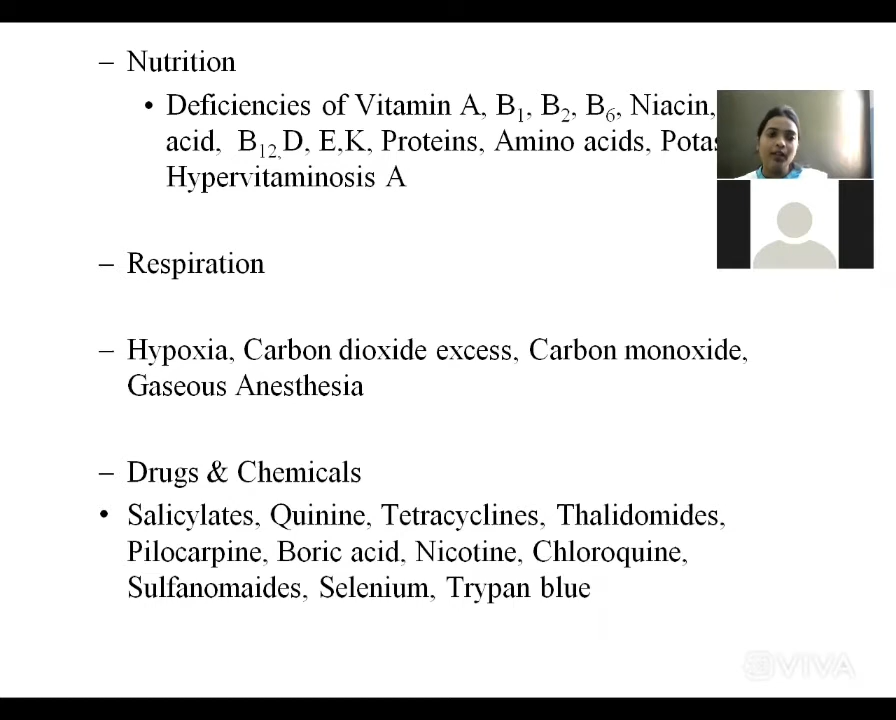 – Nutrition
• Deficiencies of Vitamin A, B₁, B₂, B₆, Niacin,
acid, B₁₂,D, E,K, Proteins, Amino acids,
Hypervitaminosis A
– Respiration
– Hypoxia, Carbon dioxide excess, Carbon monoxide,
Gaseous Anesthesia
– Drugs & Chemicals
• Salicylates, Quinine, Tetracyclines, Thalidomides,
Pilocarpine, Boric acid, Nicotine, Chloroquine,
Sulfanomaides, Selenium, Trypan blue
VIVA